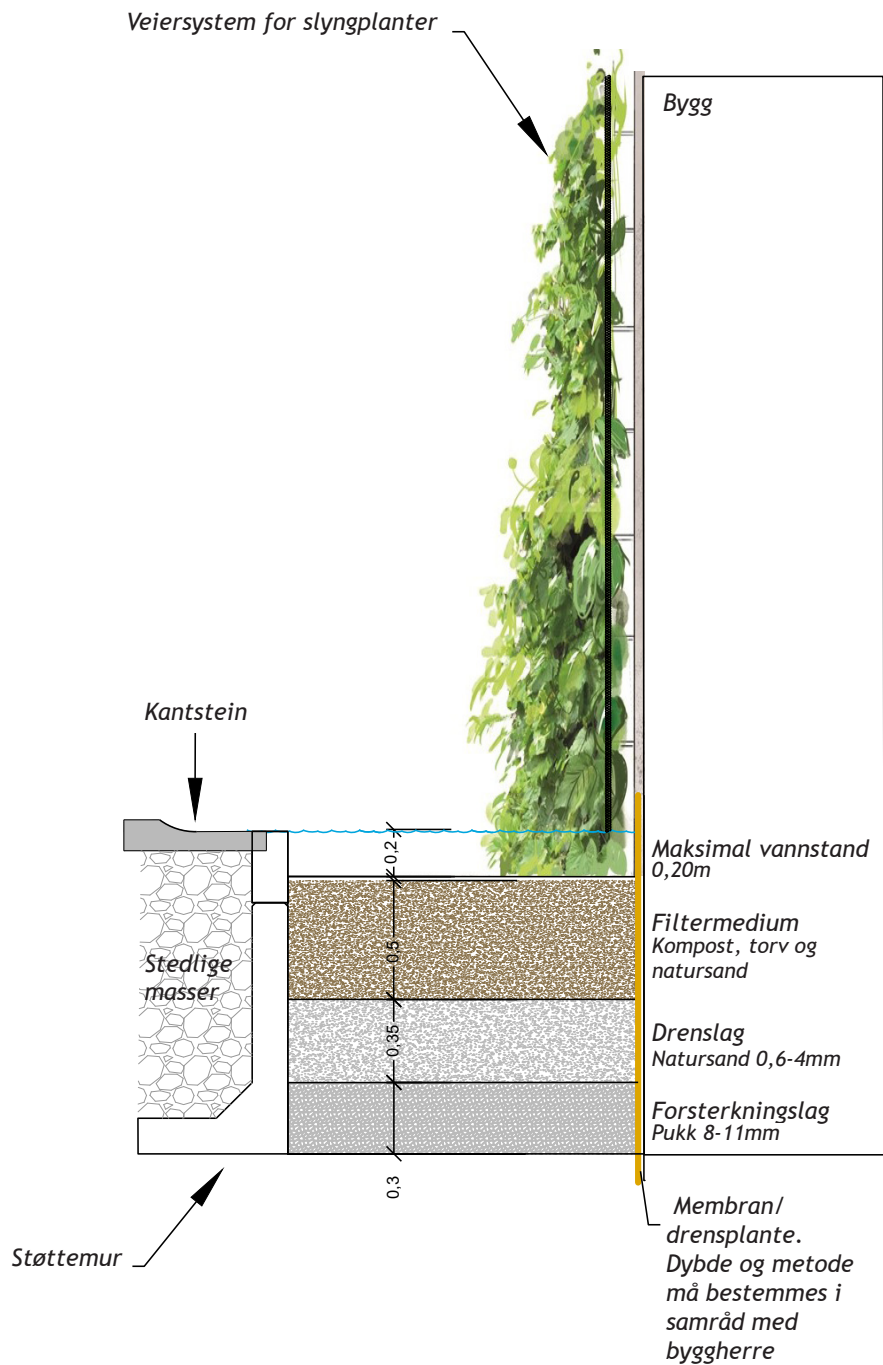 Veiersystem for slyngplanter
Bygg
Kantstein
0,2
Maksimal vannstand
0,20m
Filtermedium
Kompost, torv og
natursand
0,5
Stedlige
masser
Drenslag
Natursand 0,6-4mm
0,35
Forsterkningslag
Pukk 8-11mm
0,3
Membran/
drensplante.
Dybde og metode
må bestemmes i
samråd med
byggherre
Støttemur